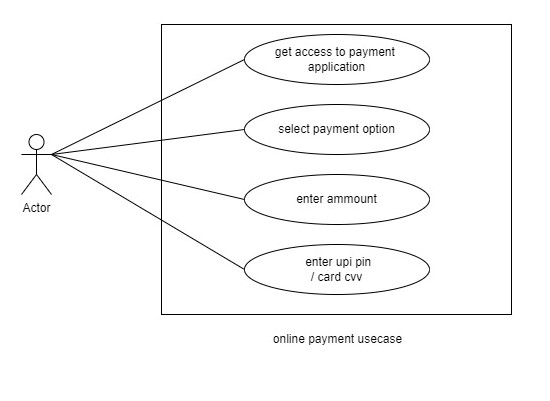 get access to payment
application
select payment option
enter ammount
Actor
enter upi pin
/ card cvv
online payment usecase